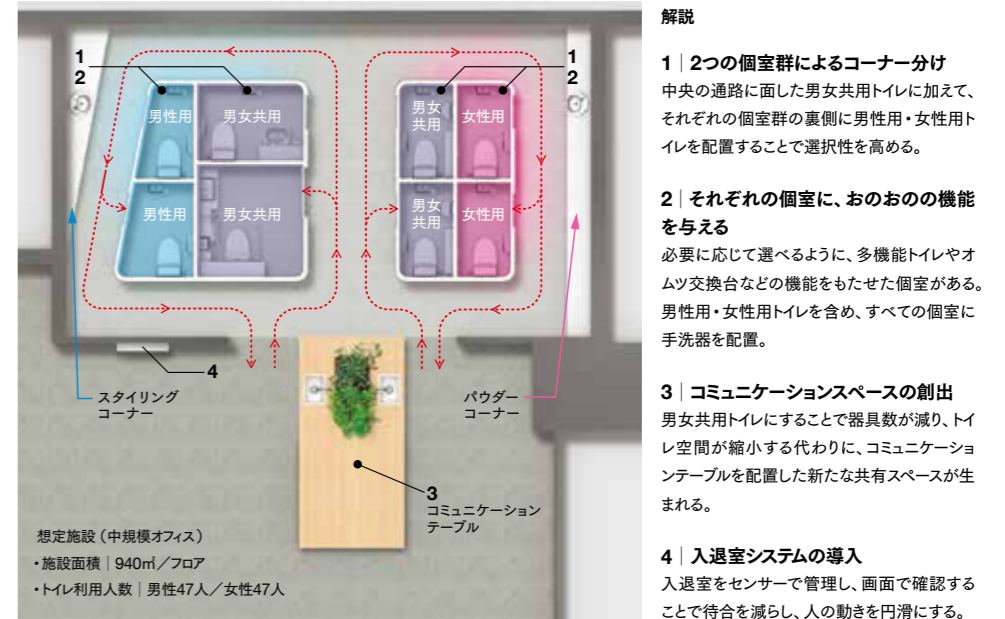 1
2
1
2
男性用
男女共用
男女
共用
女性用
男性用
男女共用
男女
共用
女性用
4
スタイリング
コーナー
パウダー
コーナー
3
コミュニケーション
テーブル
想定施設（中規模オフィス）
・施設面積｜940㎡／フロア
・トイレ利用人数｜男性47人／女性47人
解説
1｜2つの個室群によるコーナー分け
中央の通路に面した男女共用トイレに加えて、
それぞれの個室群の裏側に男性用・女性用ト
イレを配置することで選択性を高める。
2｜それぞれの個室に、おのおのの機能
を与える
必要に応じて選べるように、多機能トイレやオ
ムツ交換台などの機能をもたせた個室がある。
男性用・女性用トイレを含め、すべての個室に
手洗器を配置。
3｜コミュニケーションスペースの創出
男女共用トイレにすることで器具数が減り、トイ
レ空間が縮小する代わりに、コミュニケーショ
ンテーブルを配置した新たな共有スペースが生
まれる。
4｜入退室システムの導入
入退室をセンサーで管理し、画面で確認する
ことで待合を減らし、人の動きを円滑にする。